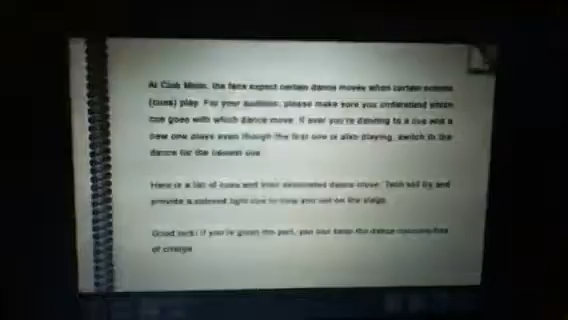 At Club Moon, the fans expect certain dance moves when certain sounds
(cues) play. For your audition, please make sure you understand which
cue goes with which dance move. If ever you're dancing to a cue and a
new one plays even though the first one is also playing, switch to the
dance for the newest cue.
Here is a list of cues and their associated dance move. Tech will try and
provide a colored light cue to help you out on the stage.
Good luck! If you're given the part, you can keep the dance costume free
of charge.